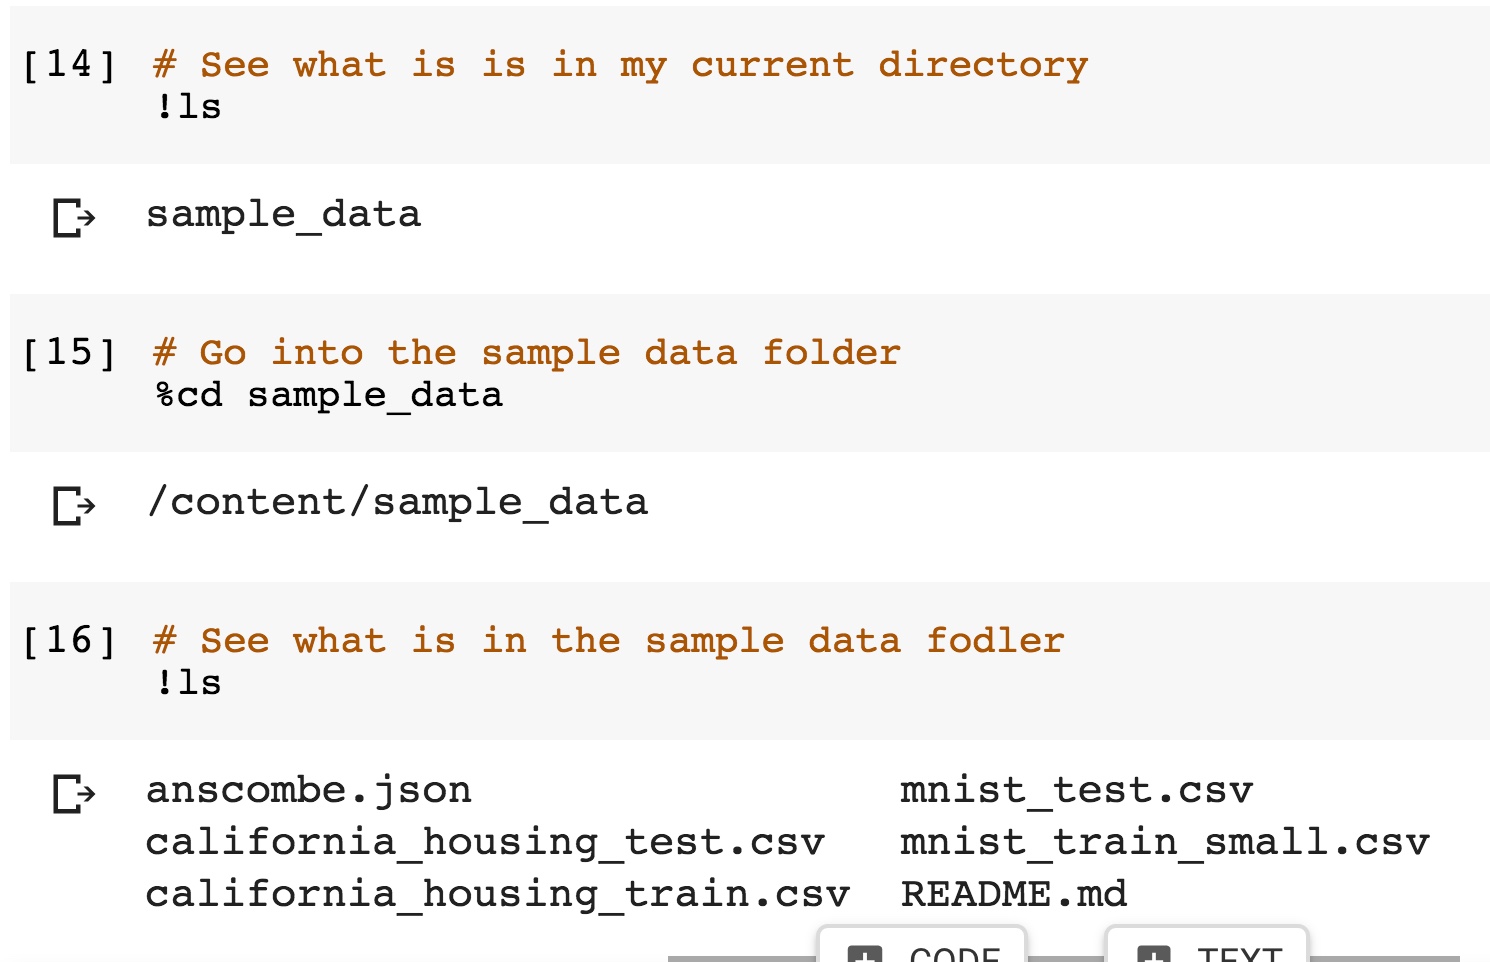 [14] # See what is is in my current directory
!ls
sample_data
[15] # Go into the sample data folder
%cd sample_data
/content/sample_data
[16] # See what is in the sample data fodler
!ls
anscombe.json mnist_test.csv
california_housing_test.csv mnist_train_small.csv
california_housing_train.csv README.md
CODE TEXT